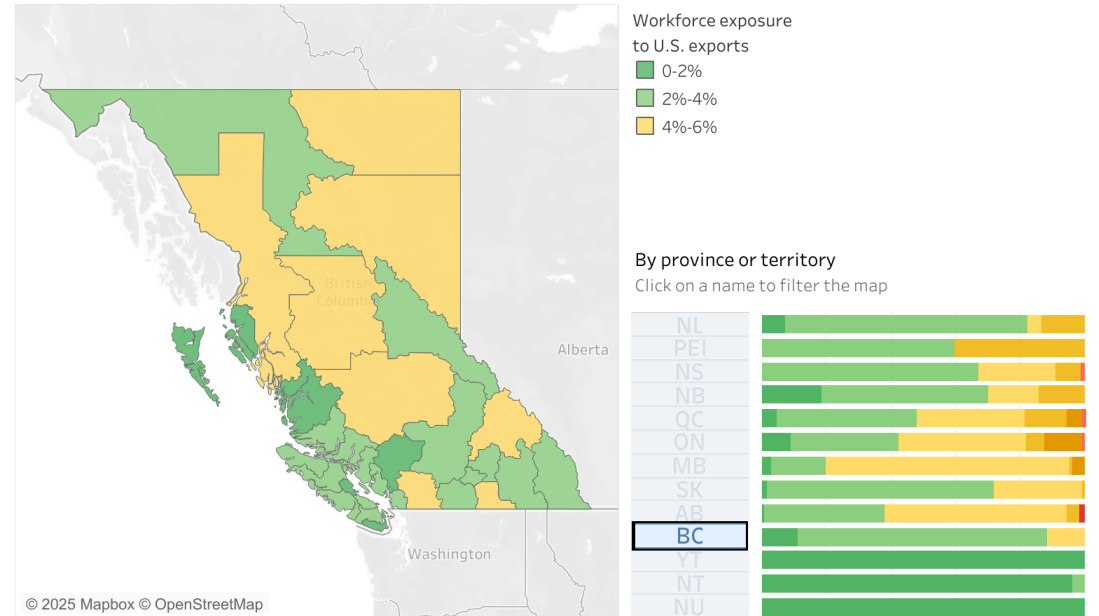 Workforce exposure
to U.S. exports
0-2%
2%-4%
4%-6%
British
Columbia
Alberta
Washington
© 2025 Mapbox © OpenStreetMap
By province or territory
Click on a name to filter the map
NL
PEI
NS
NB
QC
ON
MB
SK
AB
BC
YT
NT
NU